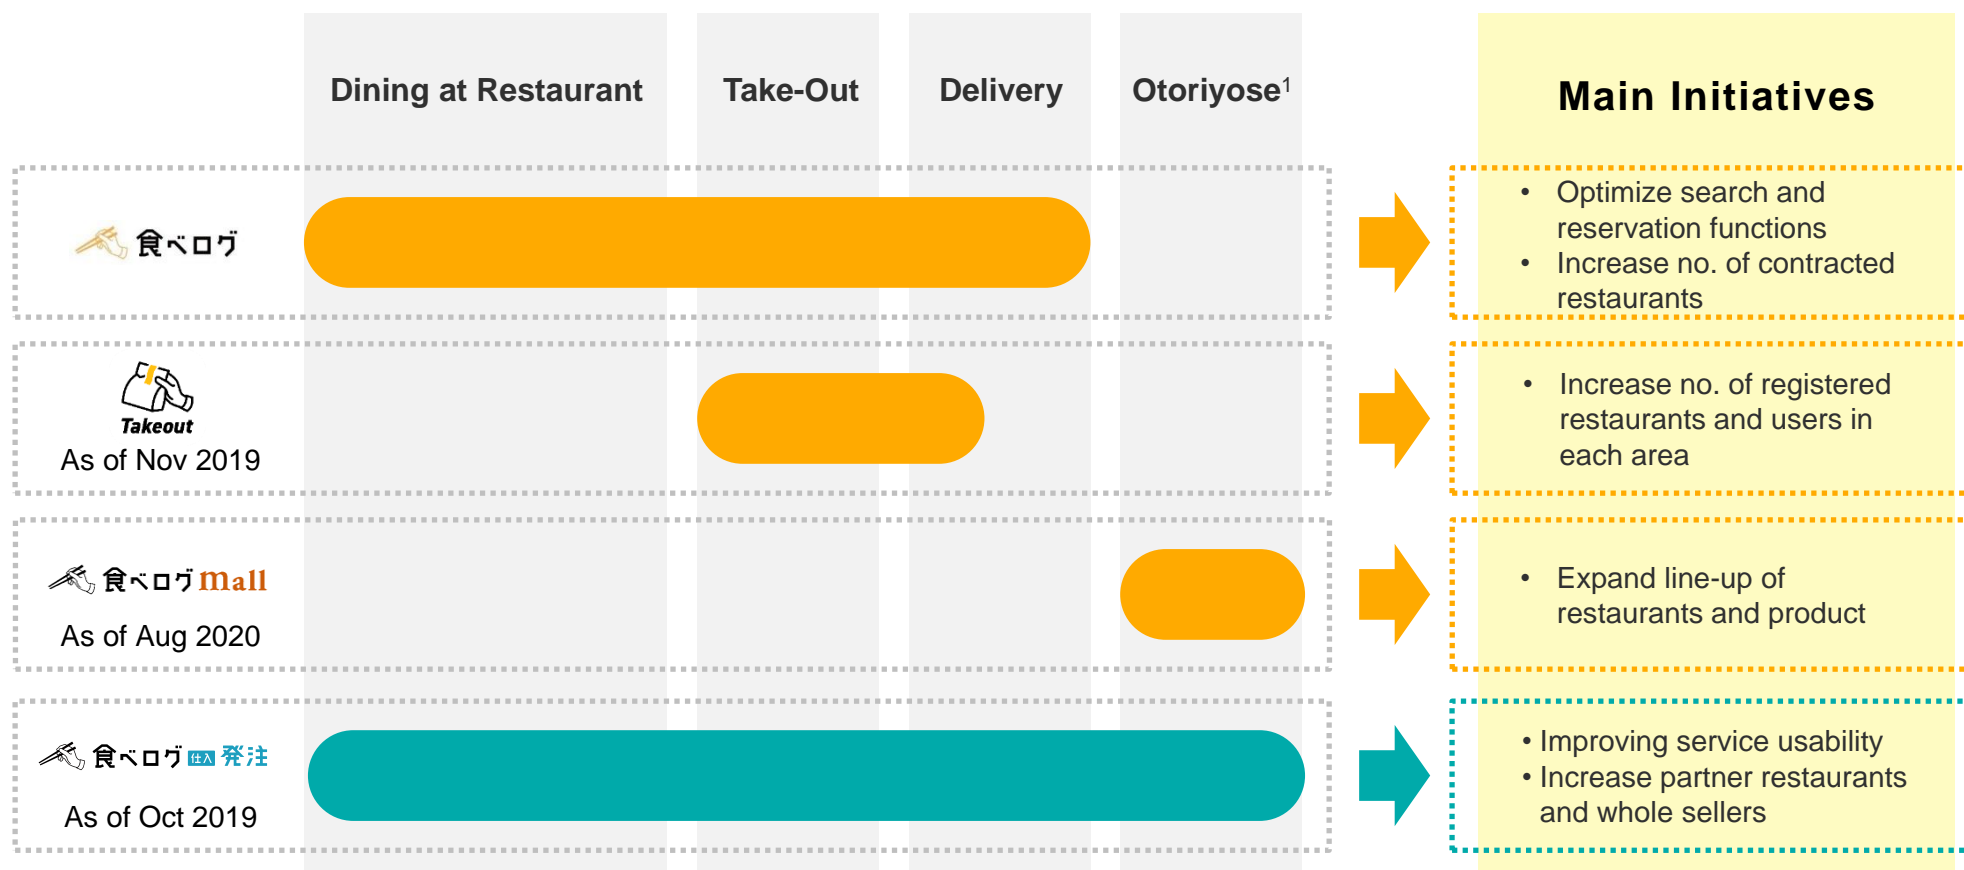 Dining at Restaurant
Take-Out
Delivery
Otoriyose¹
Main Initiatives
食べログ
• Optimize search and
reservation functions
• Increase no. of contracted
restaurants
Takeout
As of Nov 2019
• Increase no. of registered
restaurants and users in
each area
食べログ mall
As of Aug 2020
• Expand line-up of
restaurants and product
食べログ 仕入 発注
As of Oct 2019
• Improving service usability
• Increase partner restaurants
and whole sellers